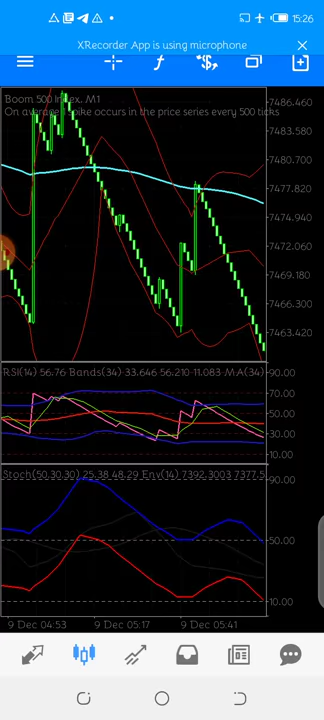 15:26
XRecorder App is using microphone
Boom 500 Index. M1
On average spike occurs in the price series every 500 ticks
7486.460
7483.580
7480.700
7477.820
7474.940
7472.060
7469.180
7466.300
7463.420
RSI(14) 56.76 Bands(34) 33.646 56.210 11.083 MA(34)
90.00
70.00
50.00
30.00
10.00
Stoch(50,30,30) 25.38 48.29 Env(14) 7392.3003 7377.5
90.00
50.00
10.00
9 Dec 04:53
9 Dec 05:17
9 Dec 05:41